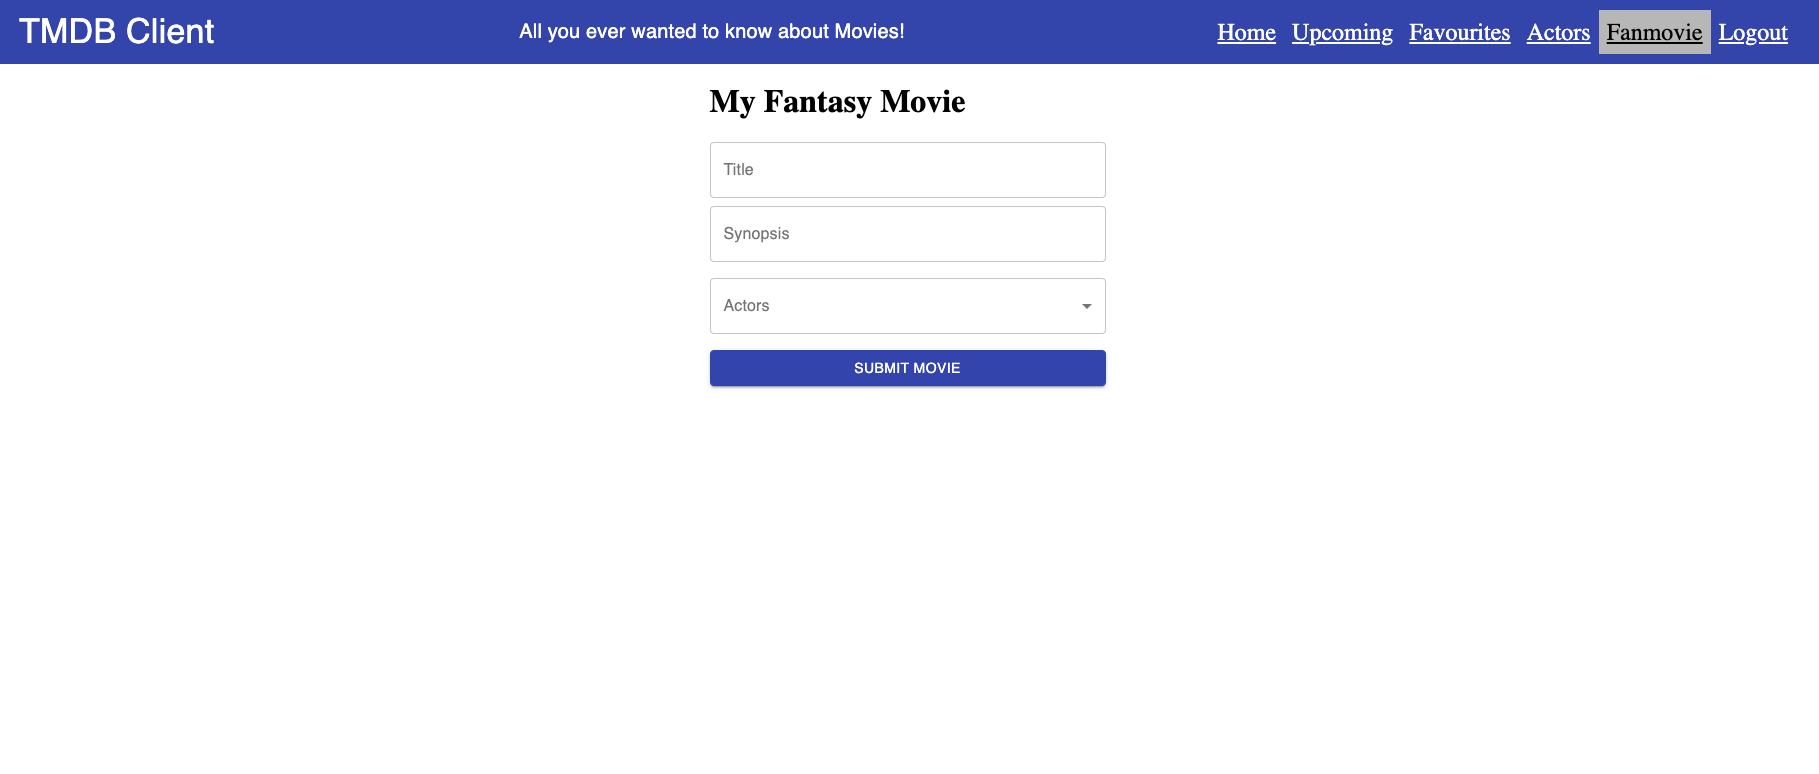 TMDB Client
All you ever wanted to know about Movies!
Home Upcoming Favourites Actors Fanmovie Logout
My Fantasy Movie
Title
Synopsis
Actors
SUBMIT MOVIE